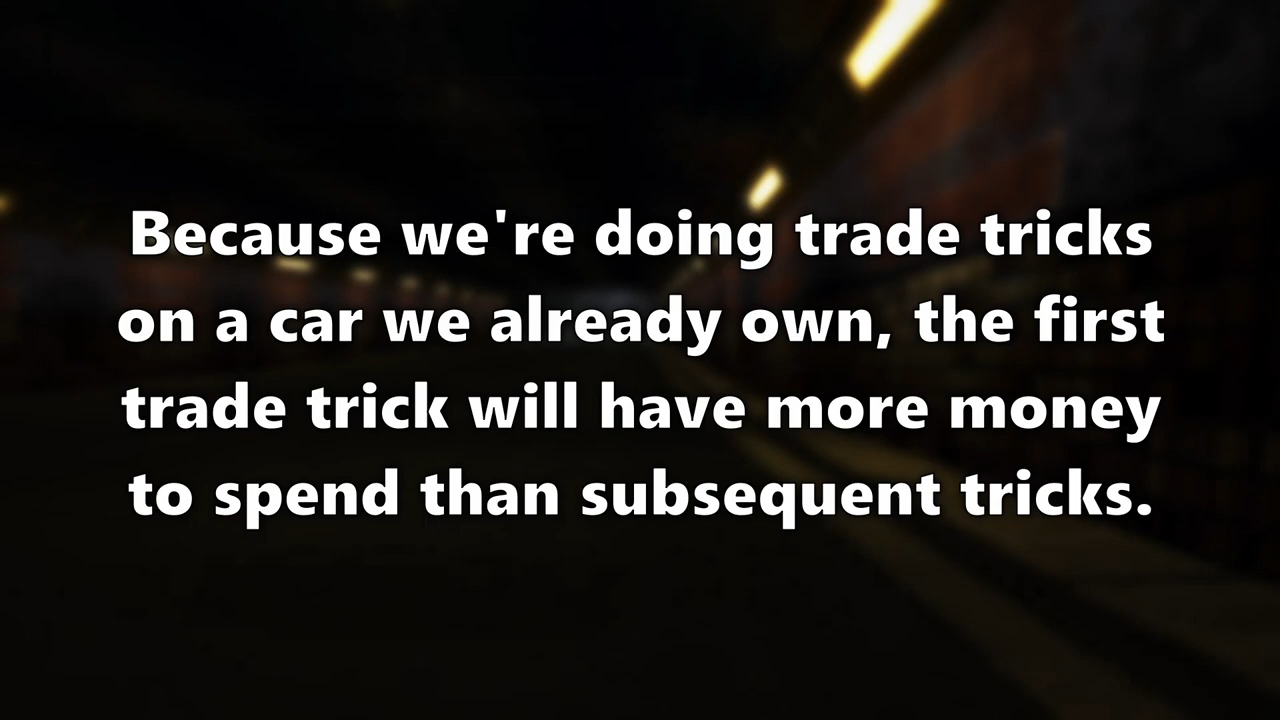 Because we're doing trade tricks
on a car we already own, the first
trade trick will have more money
to spend than subsequent tricks.